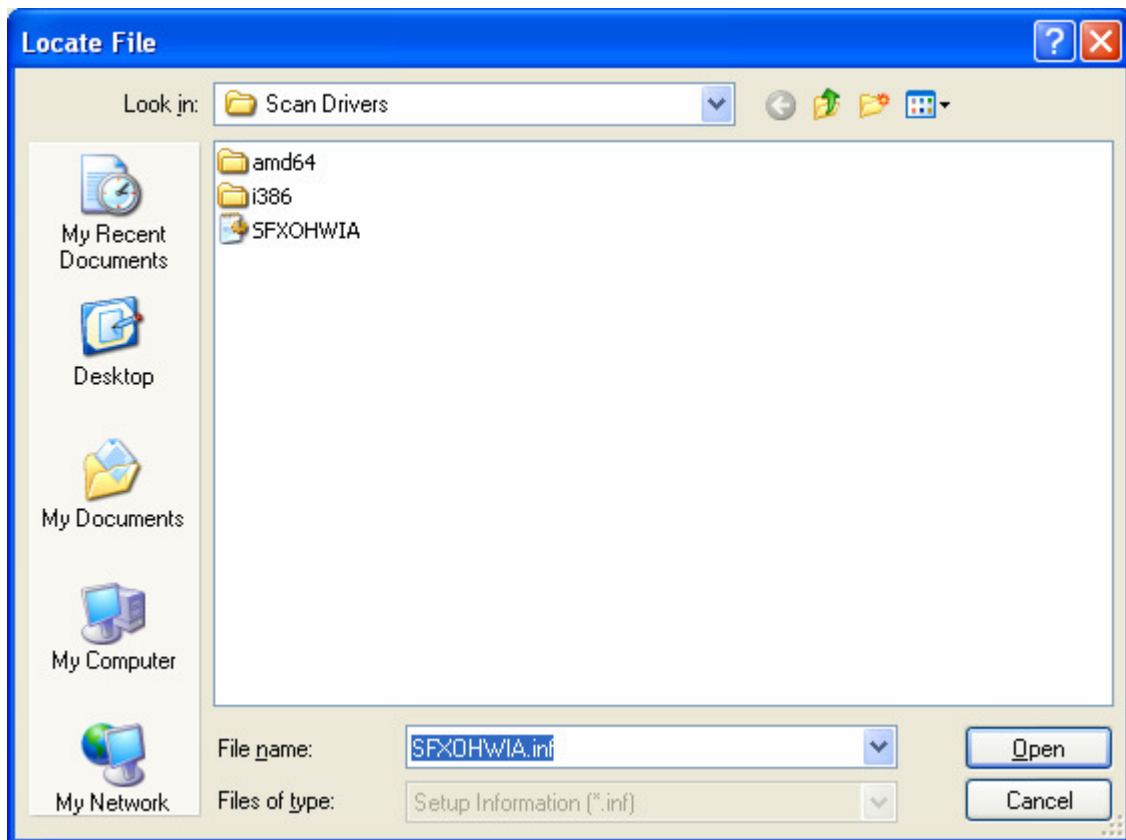 Locate File
Look in:
Scan Drivers
amd64
i386
SFXOHWIA
My Recent
Documents
Desktop
My Documents
My Computer
My Network
File name:
SFXOHWIA.inf
Open
Files of type:
Setup Information (*.inf)
Cancel